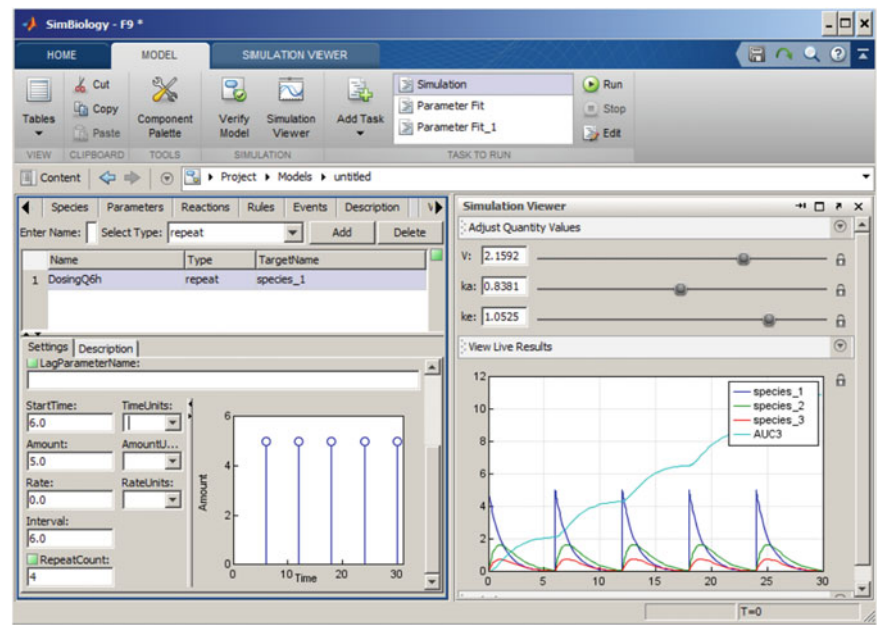 SimBiology - F9 *
HOME MODEL SIMULATION VIEWER
Tables
Cut
Copy
Paste
Component Palette
Verify Model
Simulation Viewer
Add Task
Simulation
Parameter Fit
Parameter Fit_1
Run
Stop
Edit
VIEW CLIPBOARD TOOLS SIMULATION TASK TO RUN
Content Project Models untitled
Species Parameters Reactions Rules Events Description
Enter Name: Select Type: repeat Add Delete
Name Type TargetName
1 DosingQ6h repeat species_1
Settings Description
LagParameterName:
StartTime: TimeUnits:
6.0
Amount: AmountU...
5.0
Rate: RateUnits:
0.0
Interval:
6.0
RepeatCount:
4
Amount
6
4
2
0
0 10 Time 20 30
Simulation Viewer
Adjust Quantity Values
V: 2.1592
ka: 0.8381
ke: 1.0525
View Live Results
12
10
8
6
4
2
0
0 5 10 15 20 25 30
species_1
species_2
species_3
AUC3
T=0